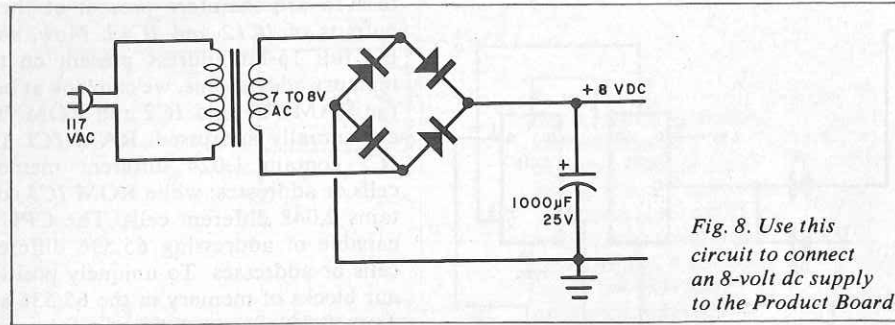 117
VAC
7 TO 8V
AC
+ 8 VDC
+
1000µF
25V
Fig. 8. Use this
circuit to connect
an 8-volt dc supply
to the Product Board